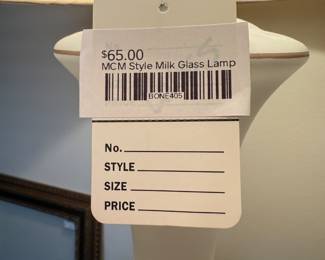 $65.00
MCM Style Milk Glass Lamp
BONE405
No.
STYLE
SIZE
PRICE